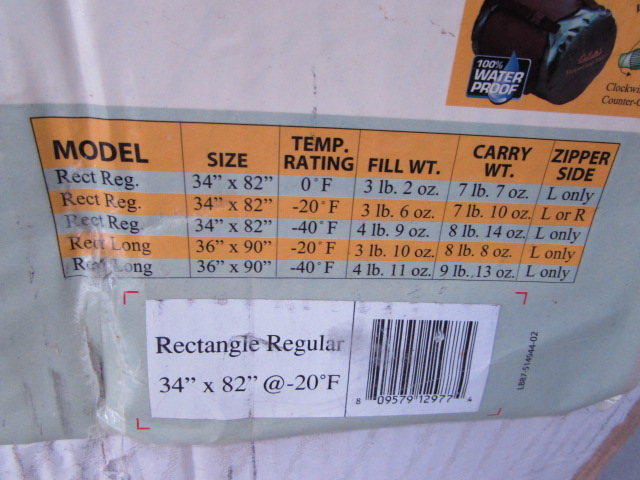 100%
WATER
PROOF
Clockwi
Counter-C
MODEL SIZE TEMP. RATING FILL WT. CARRY WT. ZIPPER SIDE
Rect Reg. 34” x 82” 0°F 3 lb. 2 oz. 7 lb. 7 oz. L only
Rect Reg. 34” x 82” -20°F 3 lb. 6 oz. 7 lb. 10 oz. L or R
Rect Reg. 34” x 82” -40°F 4 lb. 9 oz. 8 lb. 14 oz. L only
Rect Long 36” x 90” -20°F 3 lb. 10 oz. 8 lb. 8 oz. L only
Rect Long 36” x 90” -40°F 4 lb. 11 oz. 9 lb. 13 oz. L only
Rectangle Regular
34” x 82” @-20°F
8 09579 12977 4
LB87-514944-02